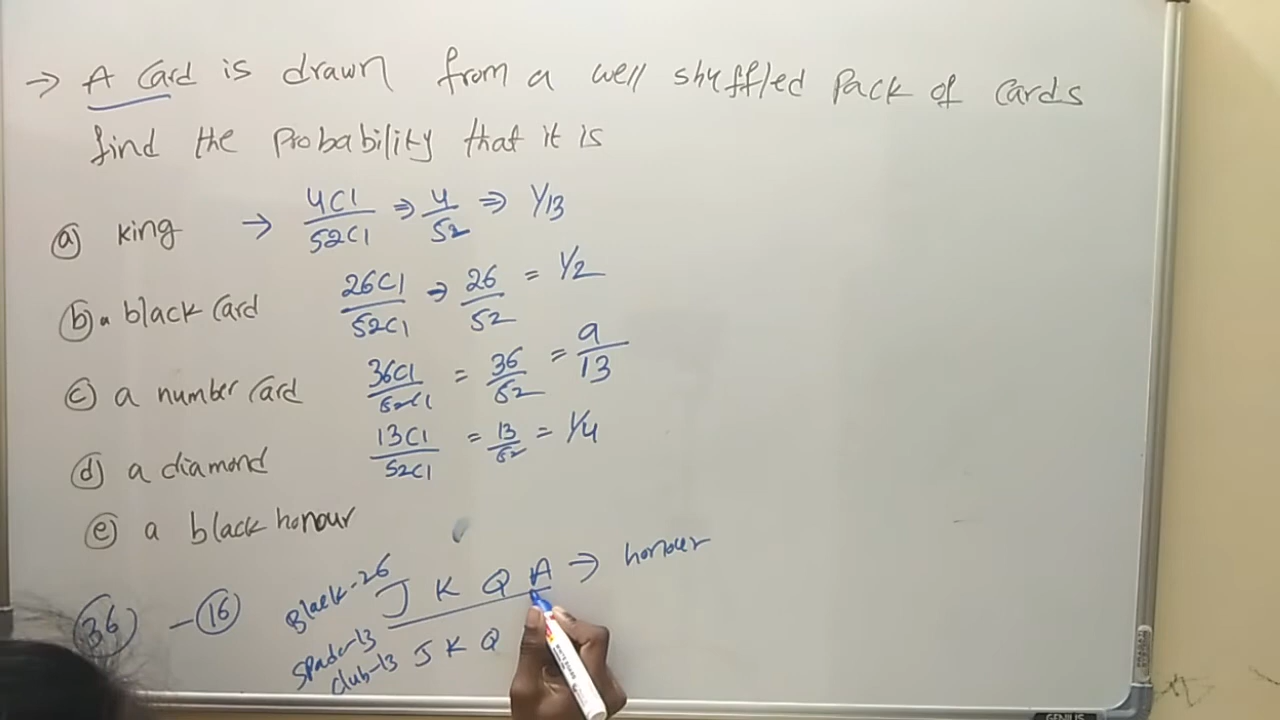 → A Card is drawn from a well shuffled Pack of Cards
find the Probability that it is
a) king → 4C1/52C1 ⇒ 4/52 ⇒ 1/13
b) a black Card 26C1/52C1 → 26/52 = 1/2
c) a number Card 36C1/52C1 = 36/52 = 9/13
d) a diamond 13C1/52C1 = 13/52 = 1/4
e) a black honour
36 - 16
Black-26 J K Q A → honour
Spade-13
club-13 J K Q
GENIUS